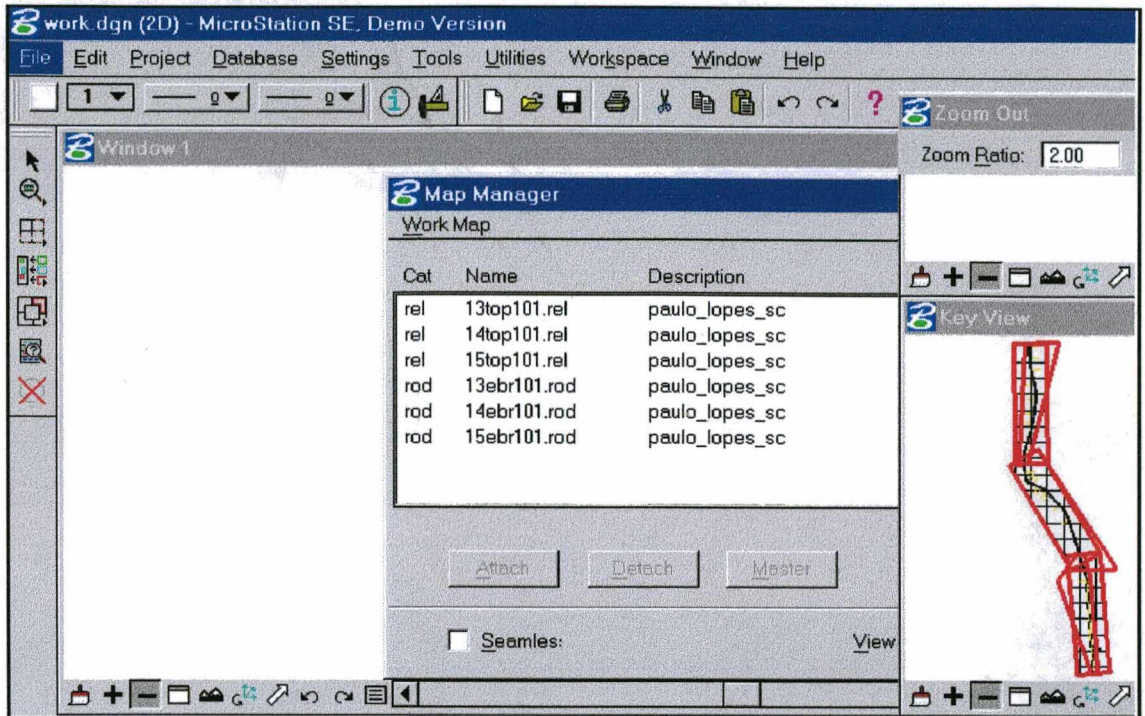 work.dgn (2D) - MicroStation SE, Demo Version
File Edit Project Database Settings Tools Utilities Workspace Window Help
1 0 0 ?
Zoom Out
Zoom Ratio: 2.00
Window 1
Map Manager
Work Map
Cat Name Description
rel 13top101.rel paulo_lopes_sc
rel 14top101.rel paulo_lopes_sc
rel 15top101.rel paulo_lopes_sc
rod 13ebr101.rod paulo_lopes_sc
rod 14ebr101.rod paulo_lopes_sc
rod 15ebr101.rod paulo_lopes_sc
Attach Detach Master
Seamles: View
Key View